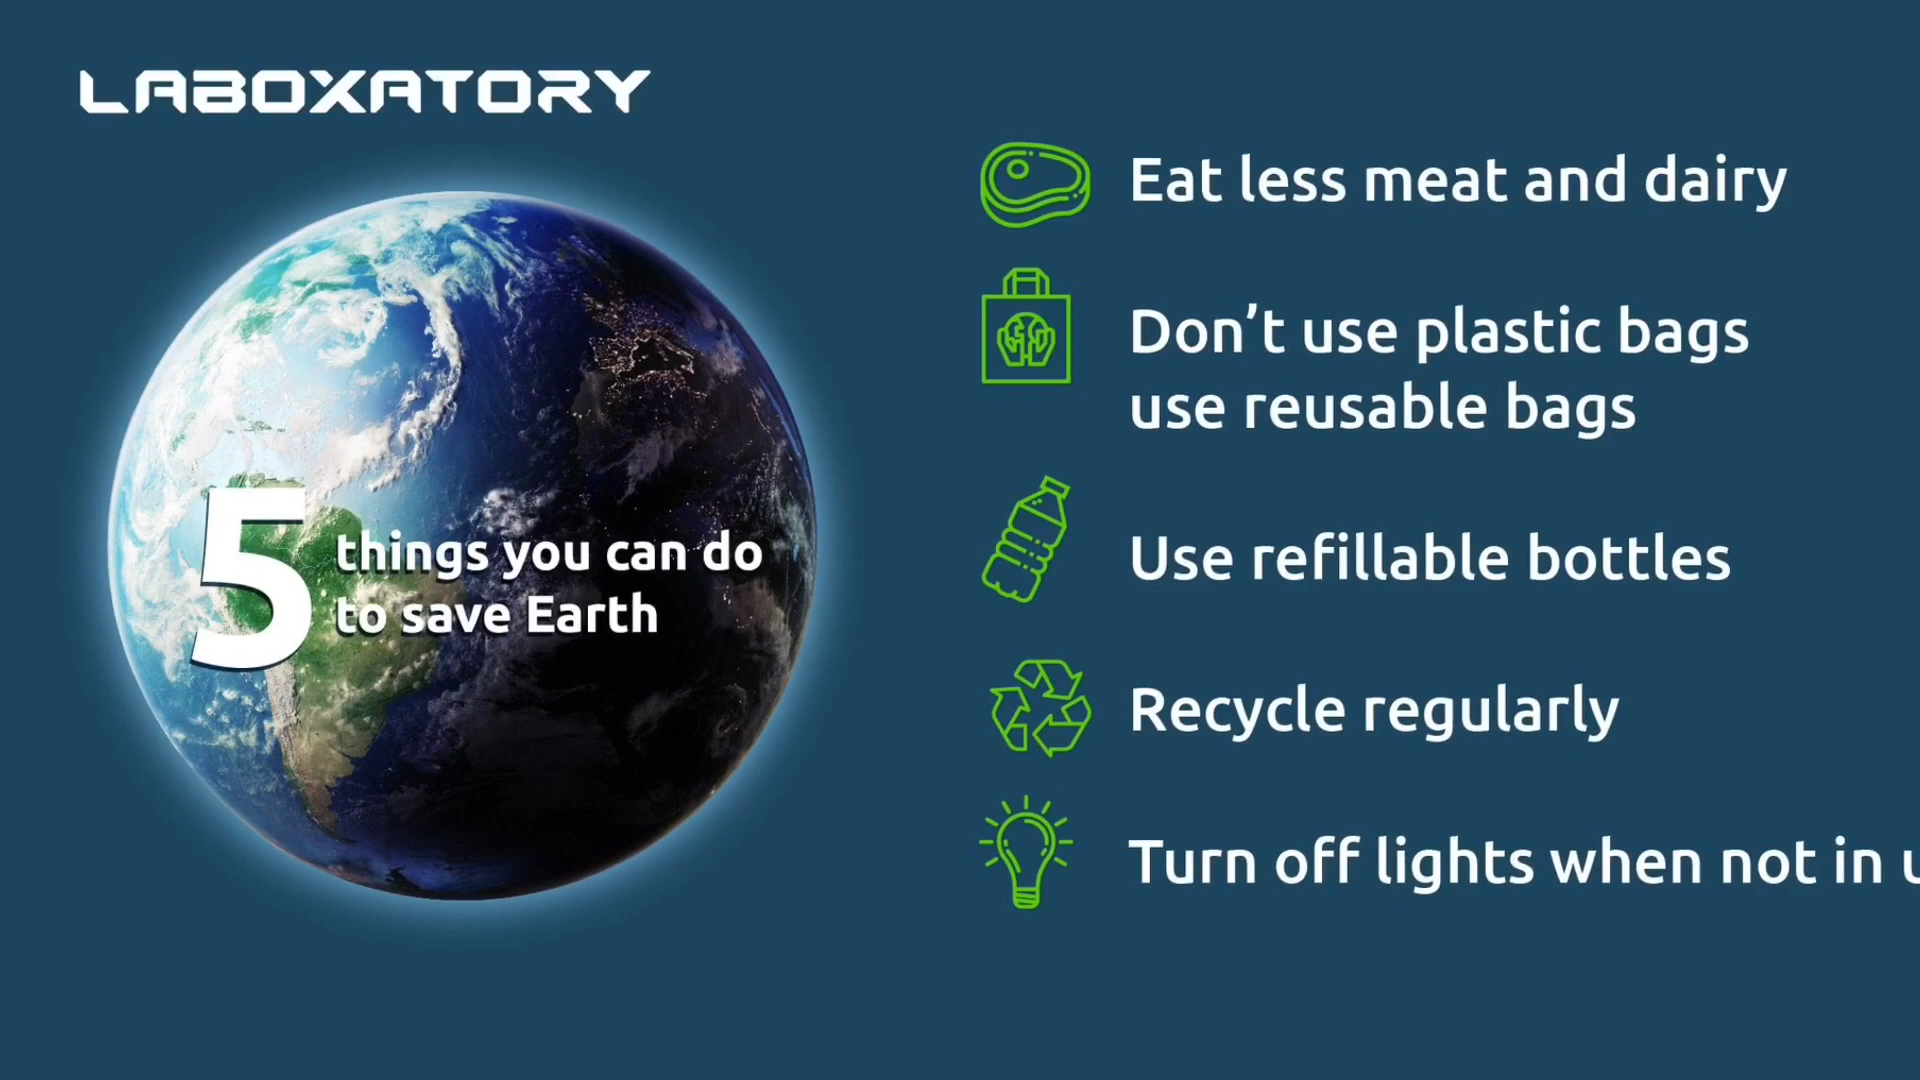 LABOXATORY
5 things you can do
to save Earth
Eat less meat and dairy
Don’t use plastic bags
use reusable bags
Use refillable bottles
Recycle regularly
Turn off lights when not in